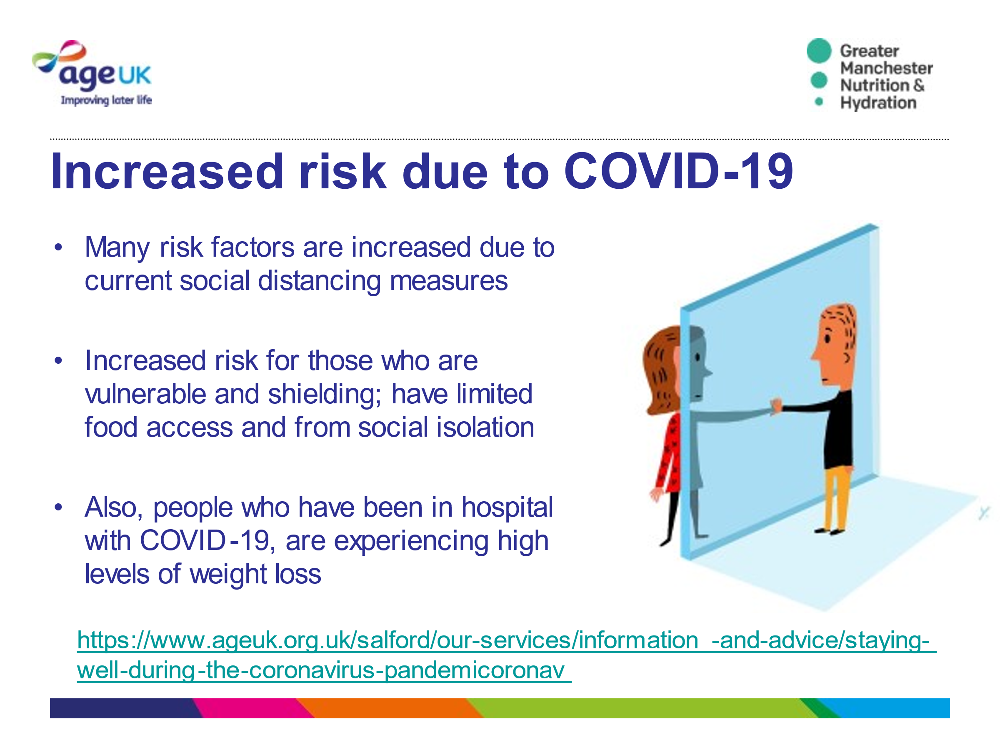 age UK
Improving later life
Greater
Manchester
Nutrition &
Hydration
Increased risk due to COVID-19
• Many risk factors are increased due to
current social distancing measures
• Increased risk for those who are
vulnerable and shielding; have limited
food access and from social isolation
• Also, people who have been in hospital
with COVID-19, are experiencing high
levels of weight loss
https://www.ageuk.org.uk/salford/our-services/information -and-advice/staying-
well-during-the-coronavirus-pandemicoronav